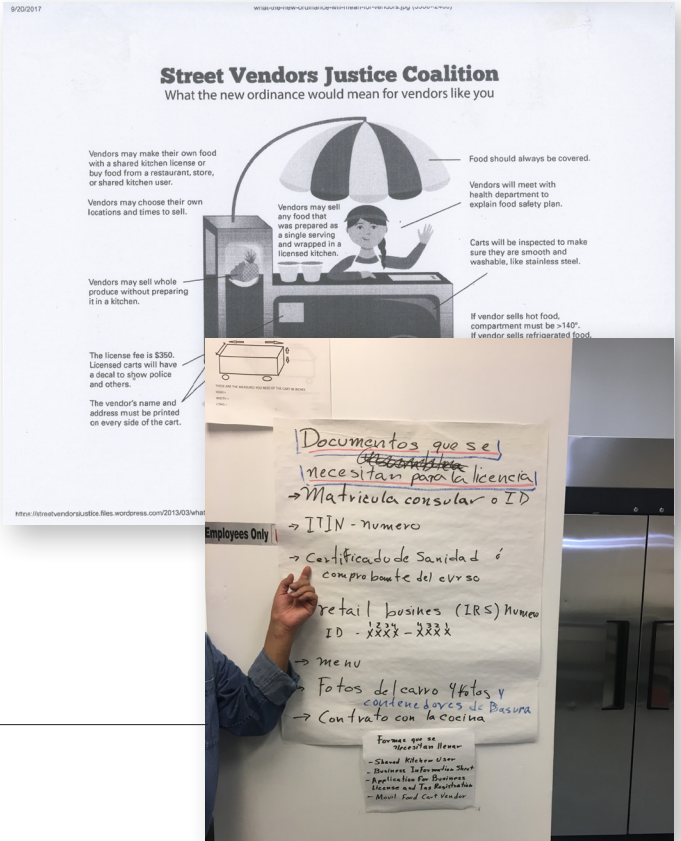 9/20/2017
Street Vendors Justice Coalition
What the new ordinance would mean for vendors like you
Vendors may make their own food
with a shared kitchen license or
buy food from a restaurant, store,
or shared kitchen user.
Vendors may choose their own
locations and times to sell.
Vendors may sell whole
produce without preparing
it in a kitchen.
The license fee is $350.
Licensed carts will have
a decal to show police
and others.
The vendor's name and
address must be printed
on every side of the cart.
Vendors may sell
any food that
was prepared as
a single serving
and wrapped in a
licensed kitchen.
Food should always be covered.
Vendors will meet with
health department to
explain food safety plan.
Carts will be inspected to make
sure they are smooth and
washable, like stainless steel.
If vendor sells hot food,
compartment must be >140°.
If vendor sells refrigerated food,
https://streetvendorsjustice.files.wordpress.com/2013/03/what
Employees Only
Documentos que se
necesitan para la licencia
→ Matricula consular o ID
→ ITIN - numero
→ Certificado de Sanidad ó
comprobante del curso
retail busines (IRS) Numero
ID - XXXX - XXXX
1 2 3 4 4 3 2 1
→ menu
Fotos del carro y fotos y
contenedores de Basura
→ Contrato con la cocina
Formas que se
Necesitan llenar
- Shared Kitchen User
- Business Information Sheet
- Application For Business
License and Tax Registration
- Movil Food Cart Vendor